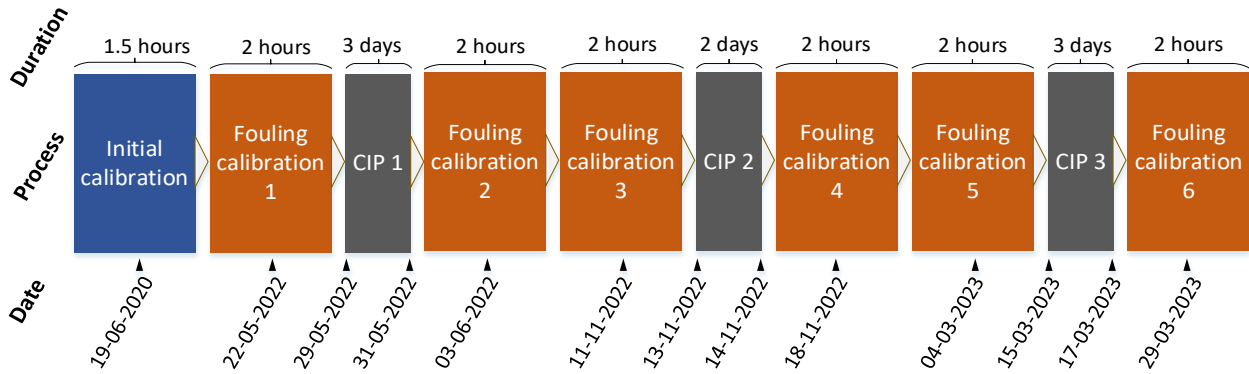 Duration
1.5 hours
2 hours
3 days
2 hours
2 hours
2 days
2 hours
2 hours
3 days
2 hours
Process
Initial
calibration
Fouling
calibration
1
CIP 1
Fouling
calibration
2
Fouling
calibration
3
CIP 2
Fouling
calibration
4
Fouling
calibration
5
CIP 3
Fouling
calibration
6
Date
19-06-2020
22-05-2022
29-05-2022
31-05-2022
03-06-2022
11-11-2022
13-11-2022
14-11-2022
18-11-2022
04-03-2023
15-03-2023
17-03-2023
29-03-2023